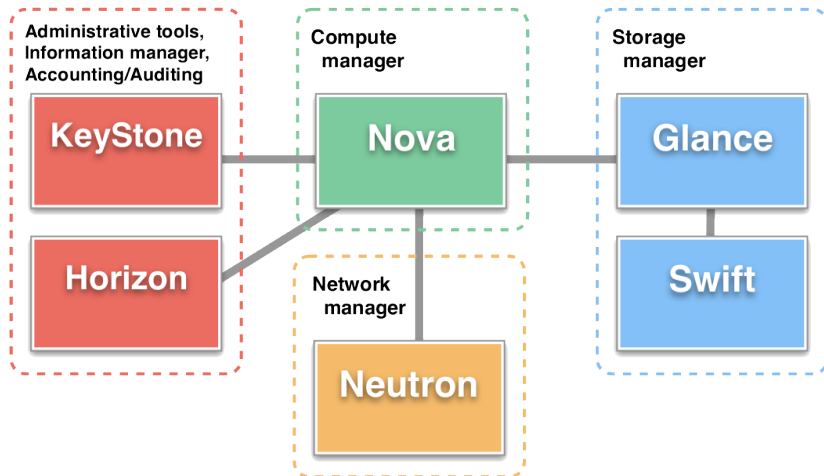 Administrative tools,
Information manager,
Accounting/Auditing
KeyStone
Horizon
Compute
manager
Nova
Network
manager
Neutron
Storage
manager
Glance
Swift